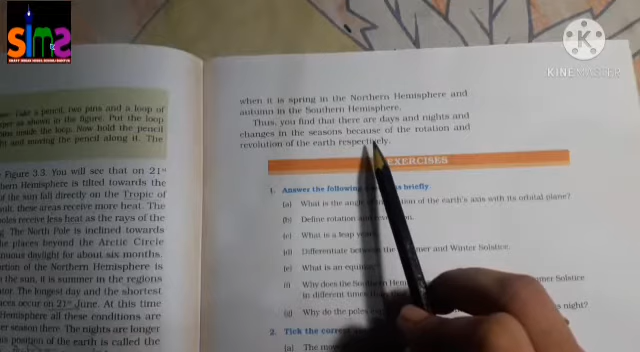 SIMS
K
KINEMASTER
Take a pencil, two pins and a loop of
as shown in the figure. Put the loop
inside the loop. Now hold the pencil
and moving the pencil along it. The
Figure 3.3. You will see that on 21st
Hemisphere is tilted towards the
of the sun fall directly on the Tropic of
these areas receive more heat. The
receive less heat as the rays of the
The North Pole is inclined towards
the places beyond the Arctic Circle
daylight for about six months.
of the Northern Hemisphere is
the sun, it is summer in the regions
The longest day and the shortest
occur on 21st June. At this time
Hemisphere all these conditions are
season there. The nights are longer
position of the earth is called the
when it is spring in the Northern Hemisphere and
autumn in the Southern Hemisphere.
Thus, you find that there are days and nights and
changes in the seasons because of the rotation and
revolution of the earth respectively.
EXERCISES
1. Answer the following briefly.
(a) What is the angle of of the earth's axis with its orbital plane?
(b) Define rotation and
(c) What is a leap
(d) Differentiate between the and Winter Solstice.
(e) What is an
(f) Why does the Southern Solstice
in different times
(g) Why do the night?
2. Tick the correct
(a) The